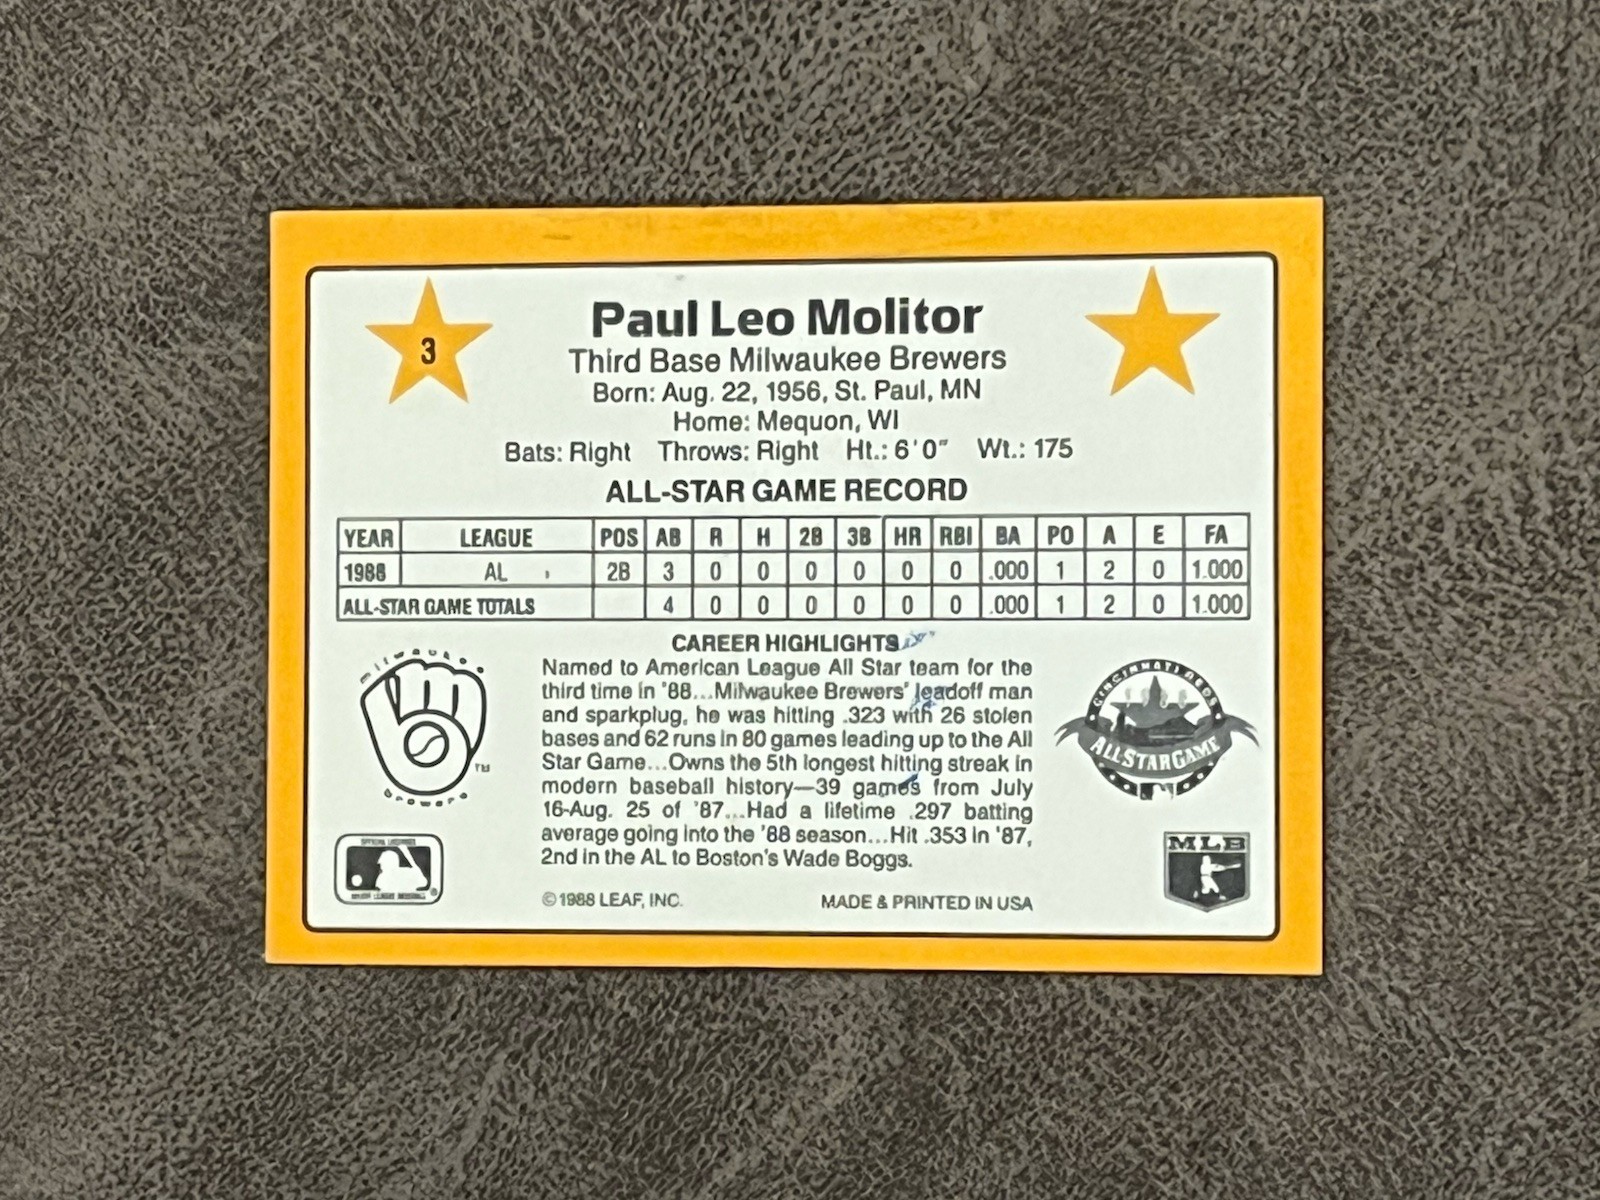 3
Paul Leo Molitor
Third Base Milwaukee Brewers
Born: Aug. 22, 1956, St. Paul, MN
Home: Mequon, WI
Bats: Right Throws: Right Ht.: 6'0" Wt.: 175
ALL-STAR GAME RECORD
YEAR LEAGUE POS AB R H 2B 3B HR RBI BA PO A E FA
1988 AL 2B 3 0 0 0 0 0 0 .000 1 2 0 1.000
ALL-STAR GAME TOTALS 4 0 0 0 0 0 0 .000 1 2 0 1.000
CAREER HIGHLIGHTS
Named to American League All Star team for the
third time in '88...Milwaukee Brewers' leadoff man
and sparkplug, he was hitting .323 with 26 stolen
bases and 62 runs in 80 games leading up to the All
Star Game...Owns the 5th longest hitting streak in
modern baseball history—39 games from July
16-Aug. 25 of '87...Had a lifetime .297 batting
average going into the '88 season...Hit .353 in '87,
2nd in the AL to Boston's Wade Boggs.
milwaukee
TM
brewers
CINCINNATI REDS
1988
ALL STAR GAME
MLB
©1988 LEAF, INC. MADE & PRINTED IN USA